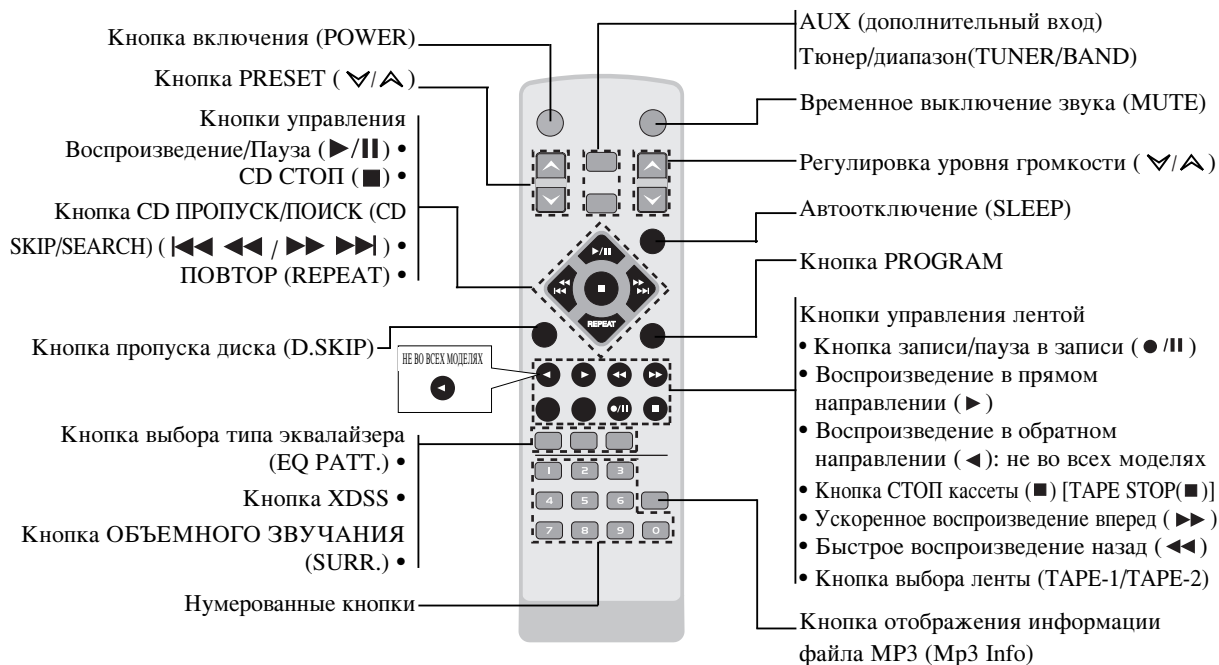 Кнопка включения (POWER)
Кнопка PRESET ( ⮟/⮝ )
Кнопки управления
Воспроизведение/Пауза ( ▶/❚❚ ) •
CD СТОП ( ■ ) •
Кнопка CD ПРОПУСК/ПОИСК (CD
SKIP/SEARCH) ( |◀◀ ◀◀ / ▶▶ ▶▶| ) •
ПОВТОР (REPEAT) •
Кнопка пропуска диска (D.SKIP)
НЕ ВО ВСЕХ МОДЕЛЯХ
◀
Кнопка выбора типа эквалайзера
(EQ PATT.) •
Кнопка XDSS •
Кнопка ОБЪЕМНОГО ЗВУЧАНИЯ
(SURR.) •
Нумерованные кнопки
▶/❚❚
◀◀ |◀◀
■
▶▶ ▶▶|
REPEAT
◀ ▶ ◀◀ ▶▶
●/❚❚ ■
1 2 3
4 5 6
7 8 9 0
AUX (дополнительный вход)
Тюнер/диапазон(TUNER/BAND)
Временное выключение звука (MUTE)
Регулировка уровня громкости ( ⮟/⮝ )
Автоотключение (SLEEP)
Кнопка PROGRAM
Кнопки управления лентой
• Кнопка записи/пауза в записи ( ●/❚❚ )
• Воспроизведение в прямом
направлении ( ▶ )
• Воспроизведение в обратном
направлении ( ◀ ): не во всех моделях
• Кнопка СТОП кассеты ( ■ ) [TAPE STOP( ■ )]
• Ускоренное воспроизведение вперед ( ▶▶ )
• Быстрое воспроизведение назад ( ◀◀ )
• Кнопка выбора ленты (TAPE-1/TAPE-2)
Кнопка отображения информации
файла MP3 (Mp3 Info)